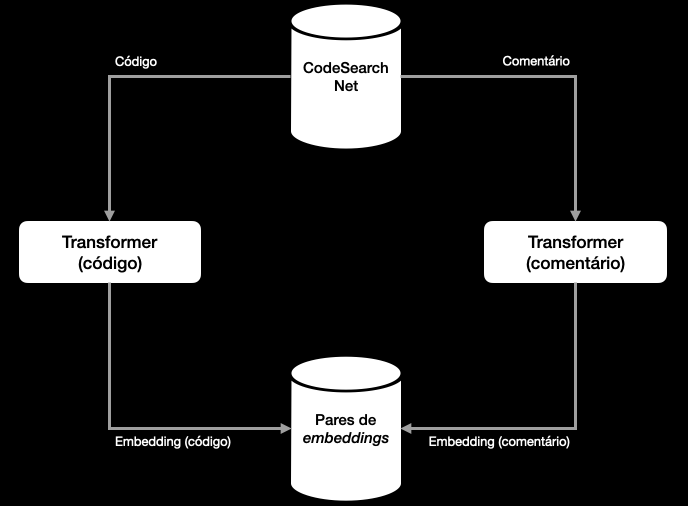 Código
Comentário
CodeSearch
Net
Transformer
(código)
Transformer
(comentário)
Pares de
embeddings
Embedding (código)
Embedding (comentário)